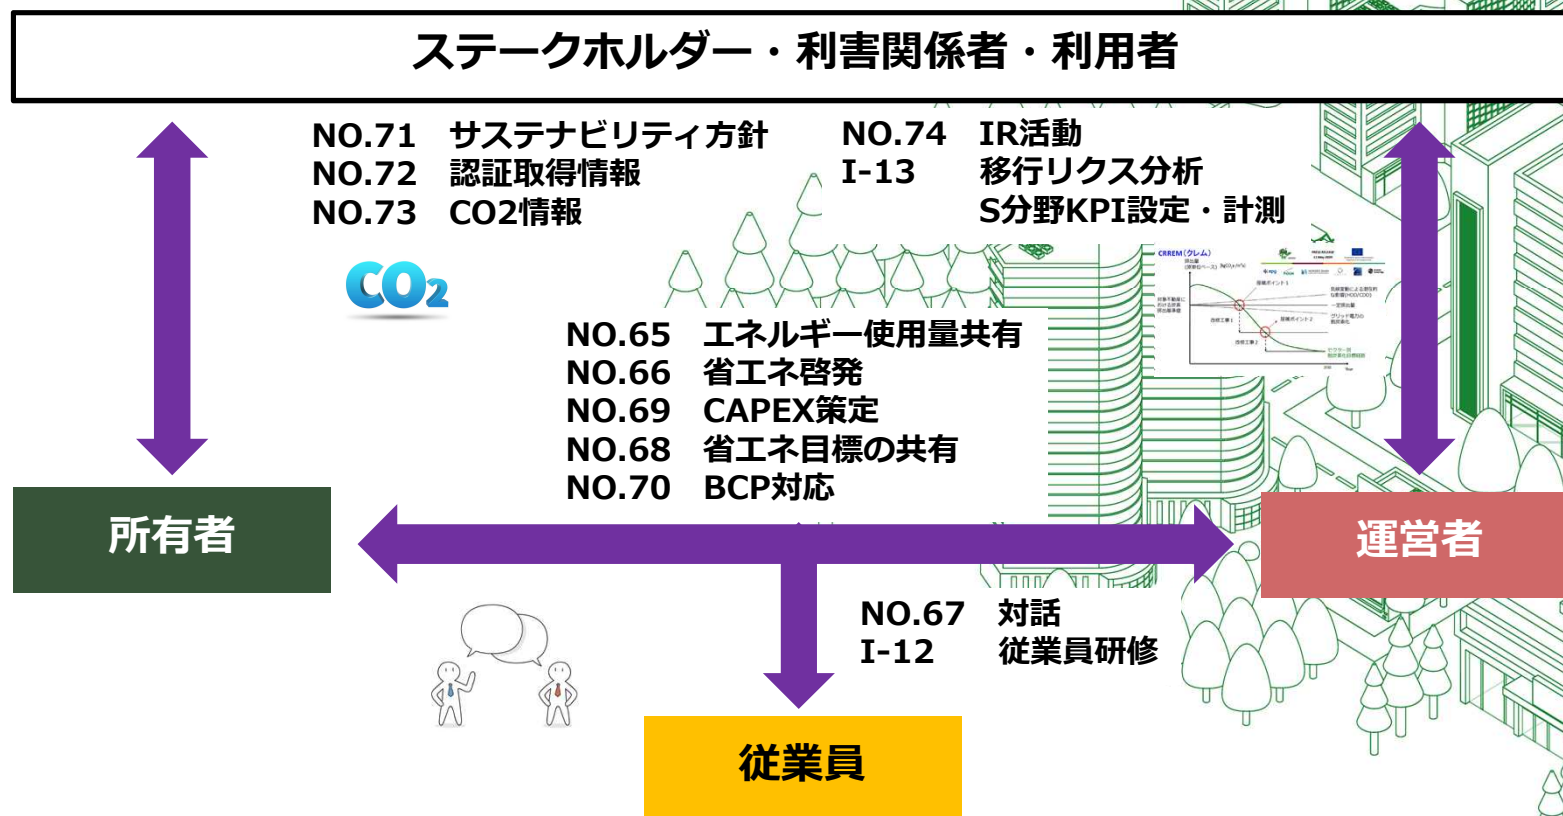 ステークホルダー・利害関係者・利用者
NO.71 サステナビリティ方針
NO.72 認証取得情報
NO.73 CO2情報
NO.74 IR活動
I-13 移行リクス分析
S分野KPI設定・計測
CO2
CRREM(クレム)
NO.65 エネルギー使用量共有
NO.66 省エネ啓発
NO.69 CAPEX策定
NO.68 省エネ目標の共有
NO.70 BCP対応
所有者
運営者
NO.67 対話
I-12 従業員研修
従業員